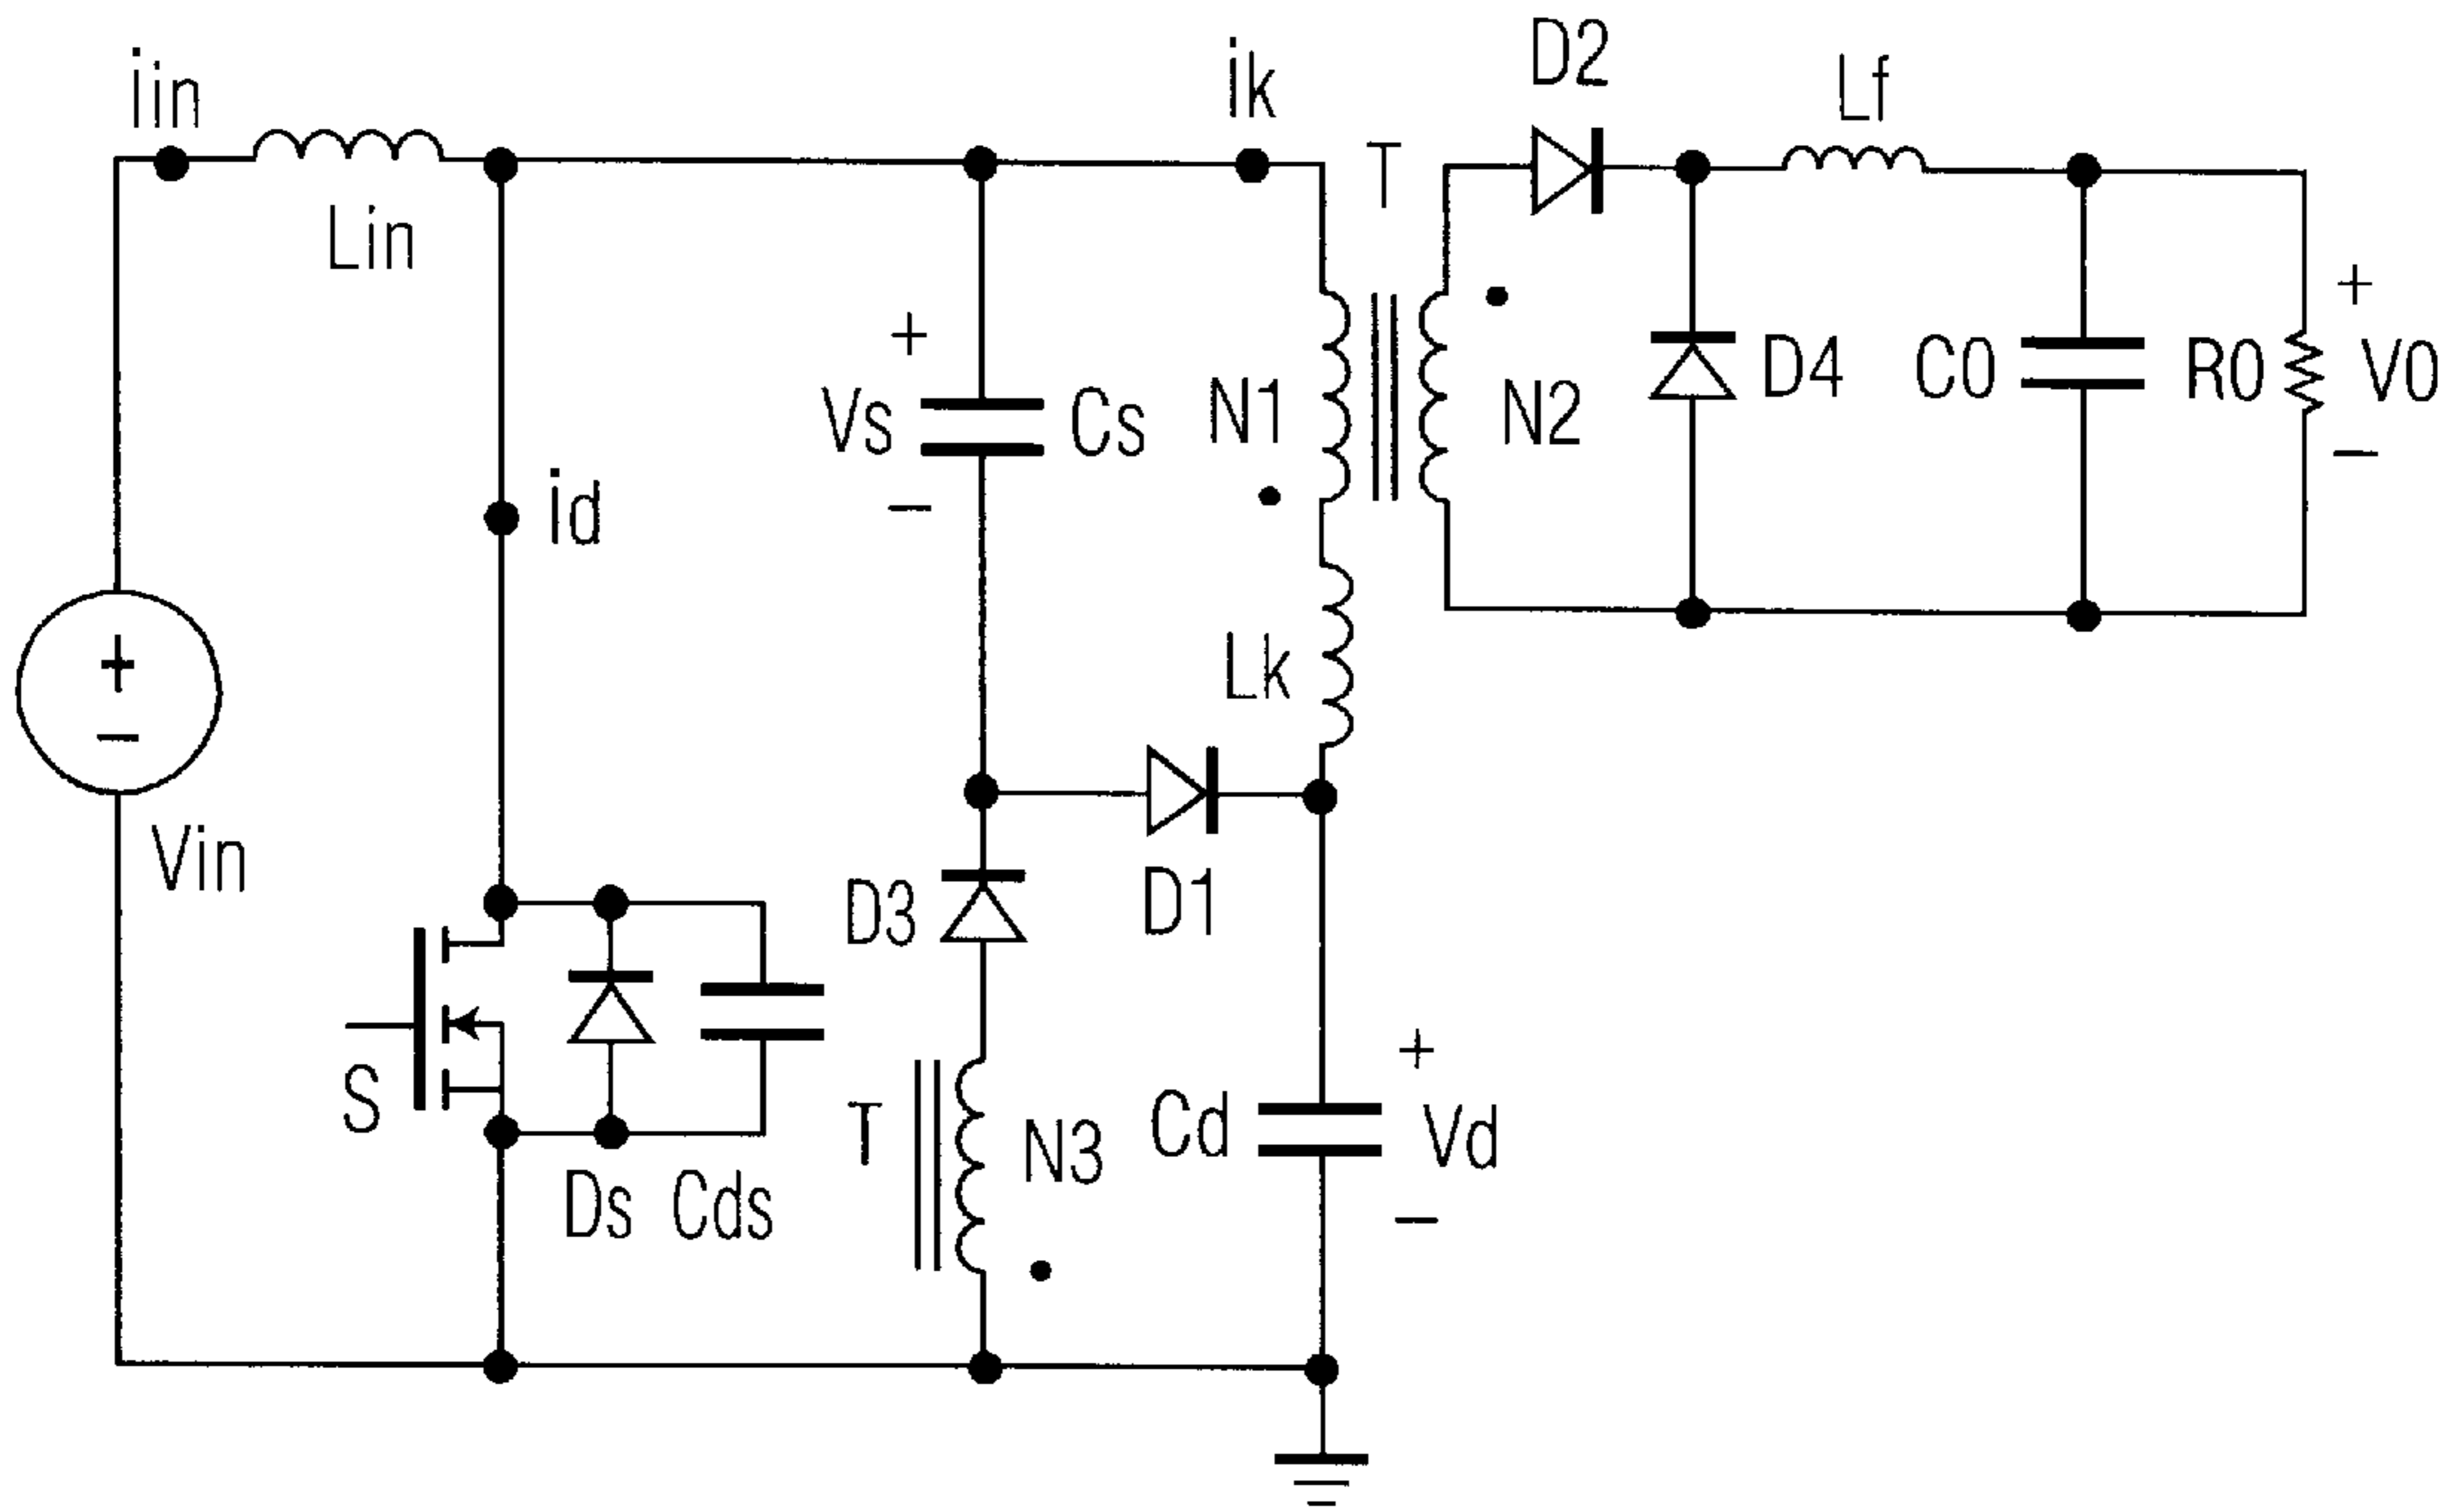 iin
Lin
ik
T
D2
Lf
+
Vs
−
Cs
N1
N2
D4
C0
R0
+
V0
−
id
+
−
Vin
Lk
D3
D1
S
Ds
Cds
T
N3
Cd
+
Vd
−